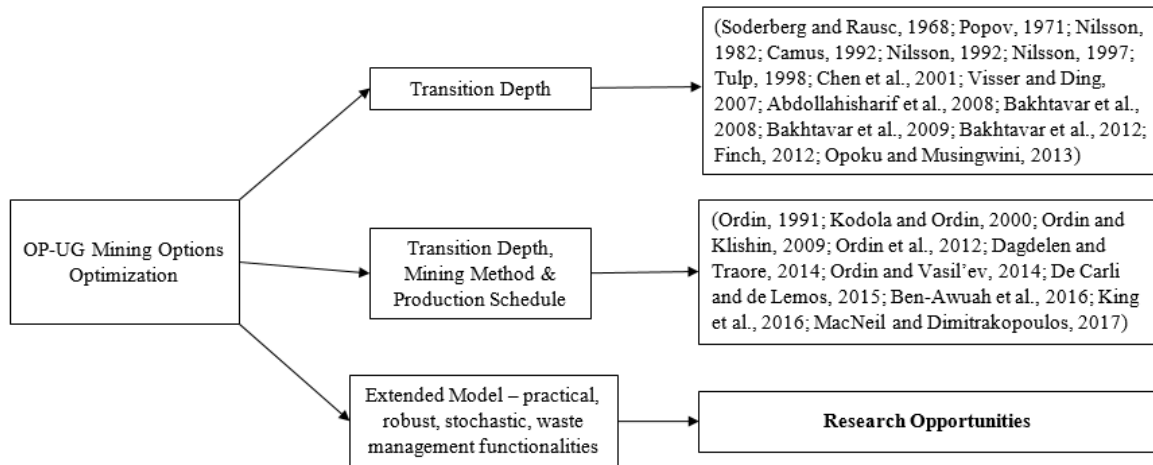 (Soderberg and Rausc, 1968; Popov, 1971; Nilsson,
1982; Camus, 1992; Nilsson, 1992; Nilsson, 1997;
Tulp, 1998; Chen et al., 2001; Visser and Ding,
2007; Abdollahisharif et al., 2008; Bakhtavar et al.,
2008; Bakhtavar et al., 2009; Bakhtavar et al., 2012;
Finch, 2012; Opoku and Musingwini, 2013)
Transition Depth
OP-UG Mining Options
Optimization
Transition Depth,
Mining Method &
Production Schedule
(Ordin, 1991; Kodola and Ordin, 2000; Ordin and
Klishin, 2009; Ordin et al., 2012; Dagdelen and
Traore, 2014; Ordin and Vasil’ev, 2014; De Carli
and de Lemos, 2015; Ben-Awuah et al., 2016; King
et al., 2016; MacNeil and Dimitrakopoulos, 2017)
Extended Model – practical,
robust, stochastic, waste
management functionalities
Research Opportunities